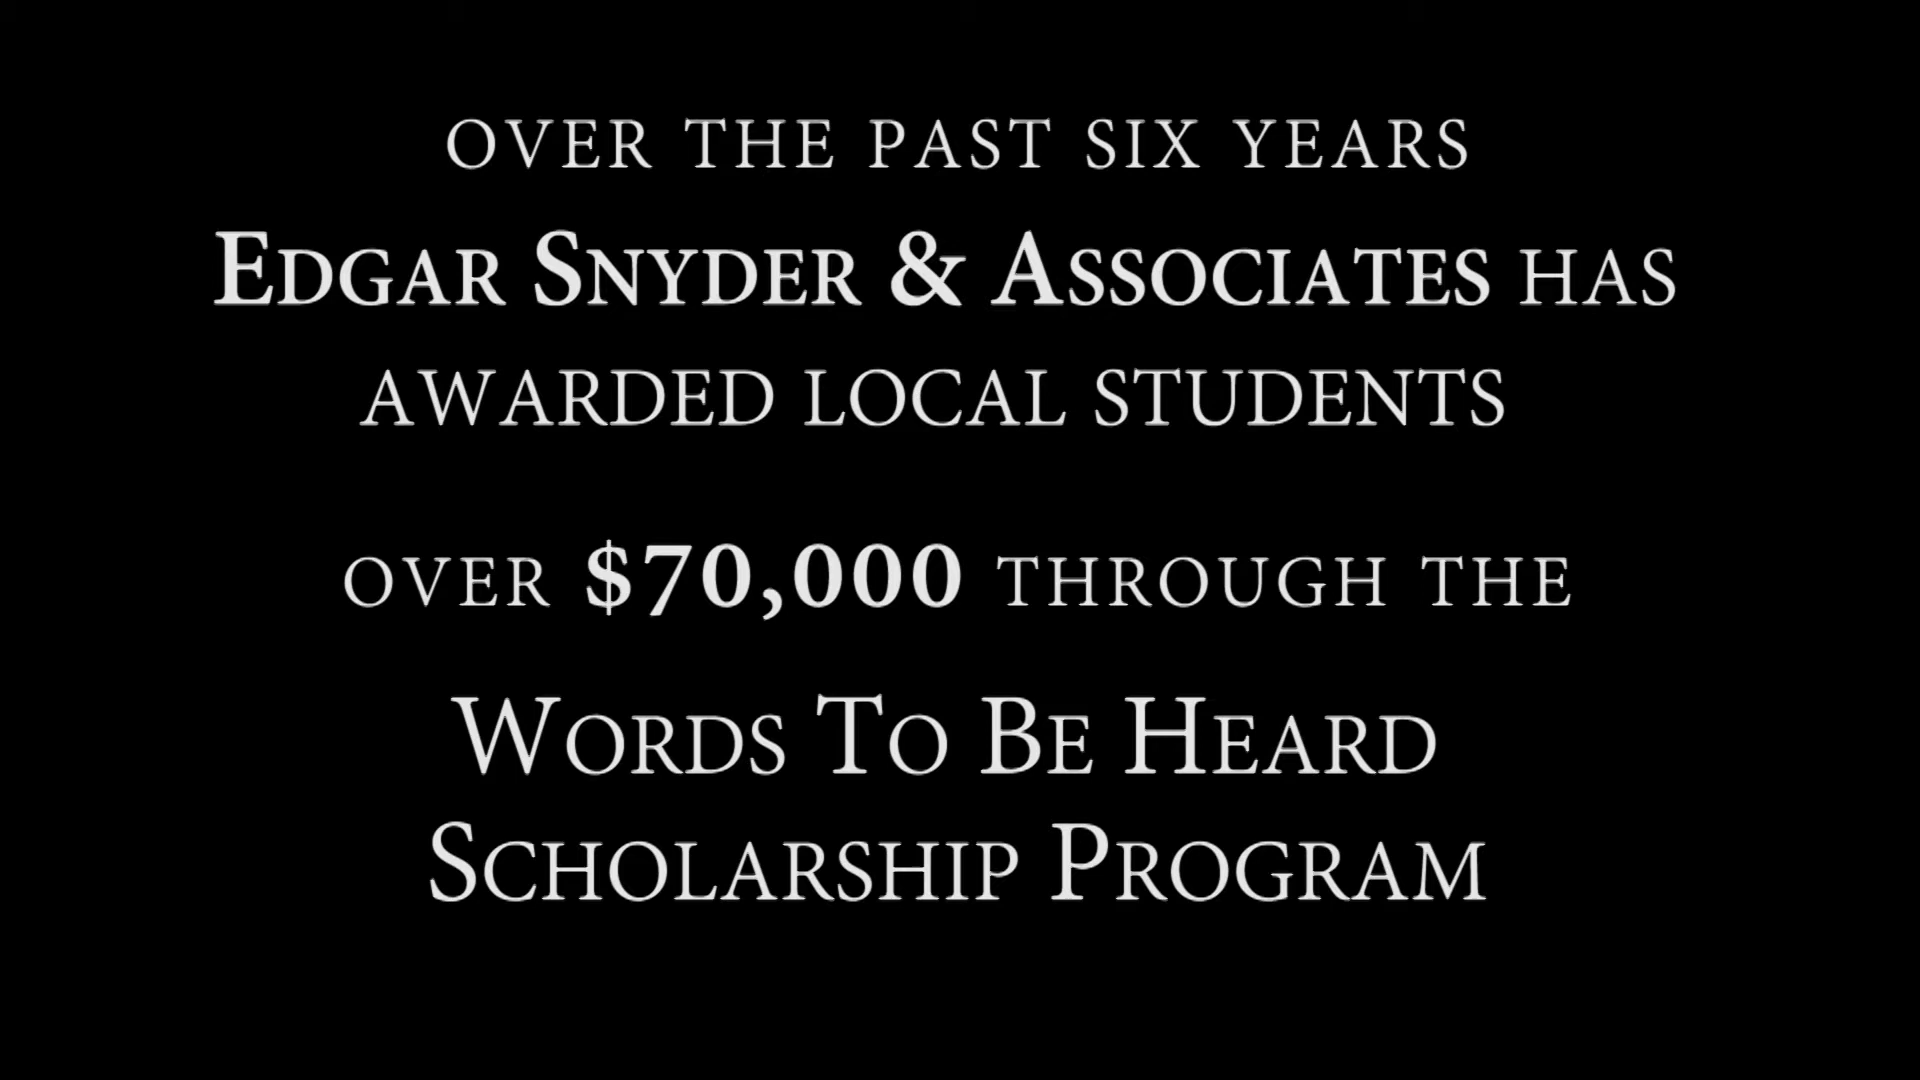 OVER THE PAST SIX YEARS
EDGAR SNYDER & ASSOCIATES HAS
AWARDED LOCAL STUDENTS
OVER $70,000 THROUGH THE
WORDS TO BE HEARD
SCHOLARSHIP PROGRAM